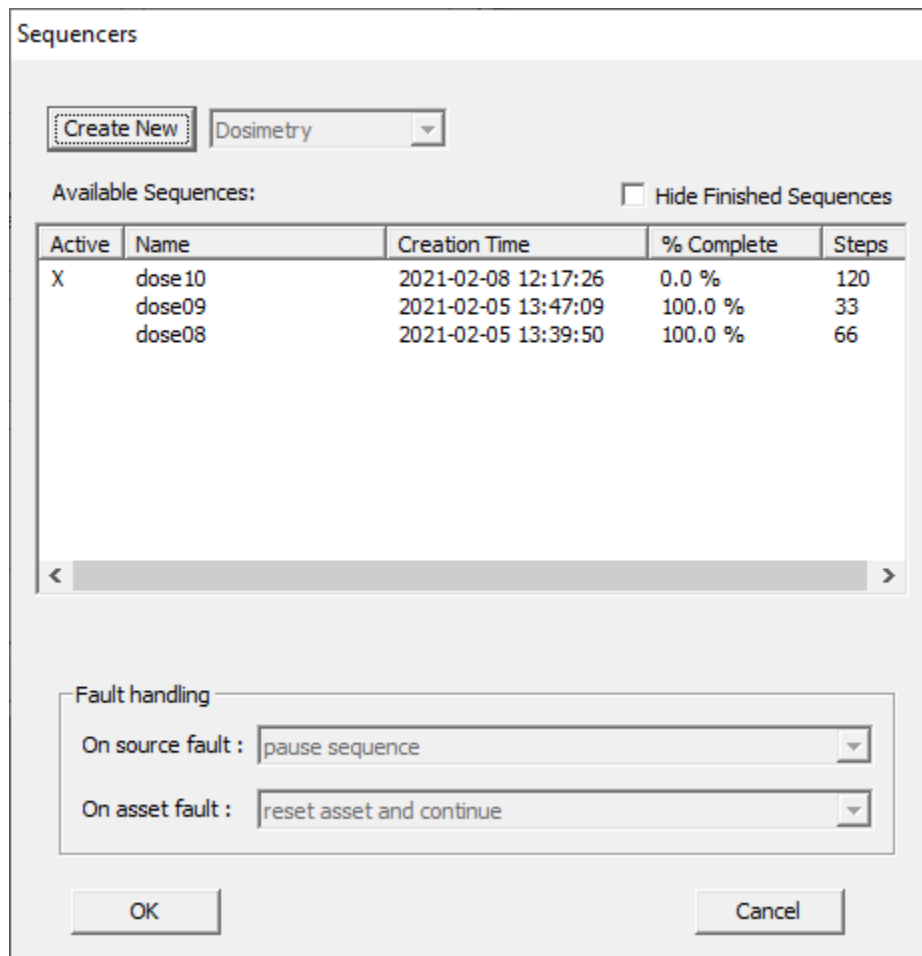 Sequencers
Create New Dosimetry
Available Sequences: Hide Finished Sequences
Active Name Creation Time % Complete Steps
X dose10 2021-02-08 12:17:26 0.0 % 120
dose09 2021-02-05 13:47:09 100.0 % 33
dose08 2021-02-05 13:39:50 100.0 % 66
Fault handling
On source fault : pause sequence
On asset fault : reset asset and continue
OK Cancel